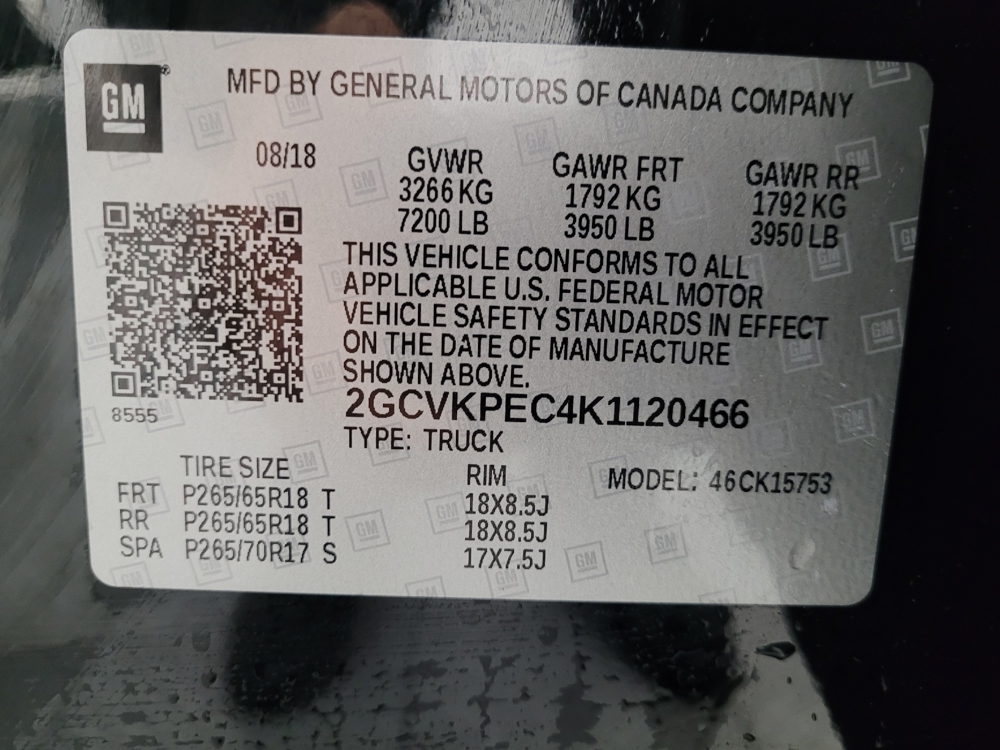 GM
MFD BY GENERAL MOTORS OF CANADA COMPANY
08/18
GVWR GAWR FRT GAWR RR
3266 KG 1792 KG 1792 KG
7200 LB 3950 LB 3950 LB
THIS VEHICLE CONFORMS TO ALL
APPLICABLE U.S. FEDERAL MOTOR
VEHICLE SAFETY STANDARDS IN EFFECT
ON THE DATE OF MANUFACTURE
SHOWN ABOVE.
8555
2GCVKPEC4K1120466
TYPE: TRUCK
TIRE SIZE RIM MODEL: 46CK15753
FRT P265/65R18 T 18X8.5J
RR P265/65R18 T 18X8.5J
SPA P265/70R17 S 17X7.5J